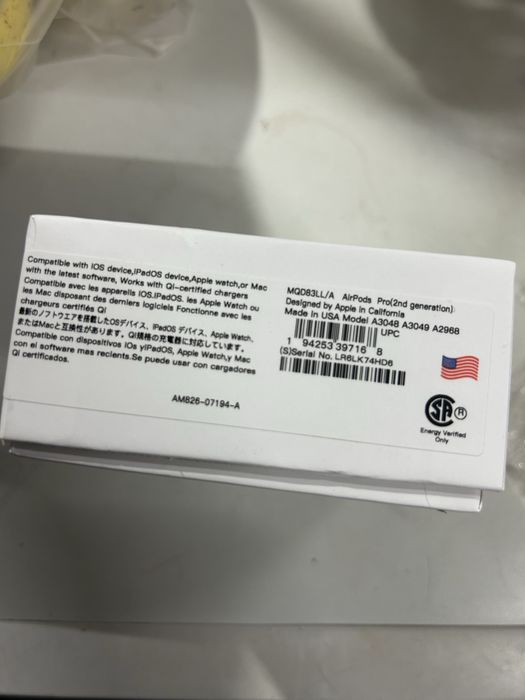 Compatible with IOS device,iPadOS device,Apple watch,or Mac
with the latest software, Works with Qi-certified chargers
Compatible avec les appareils IOS.IPadOS. les Apple Watch ou
les Mac disposant des derniers logiciels Fonctionne avec les
chargeurs certifiés QI
最新のソフトウエアを搭載したOSデバイス、iPadOS デバイス、Apple Watch,
またはMacと互換性があります。QI規格の充電器に対応しています。
Compatible con dispositivos iOs yiPadOS, Apple Watch,y Mac
con el software mas recients.Se puede usar con cargadores
QI certificados.
AM826-07194-A
MQD83LL/A AirPods Pro(2nd generation)
Designed by Apple in California
Made in USA Model A3048 A3049 A2968
UPC
1 94253 39716 8
(S)Serial No. LR6LK74HD6
SP®
Energy Verified
Only